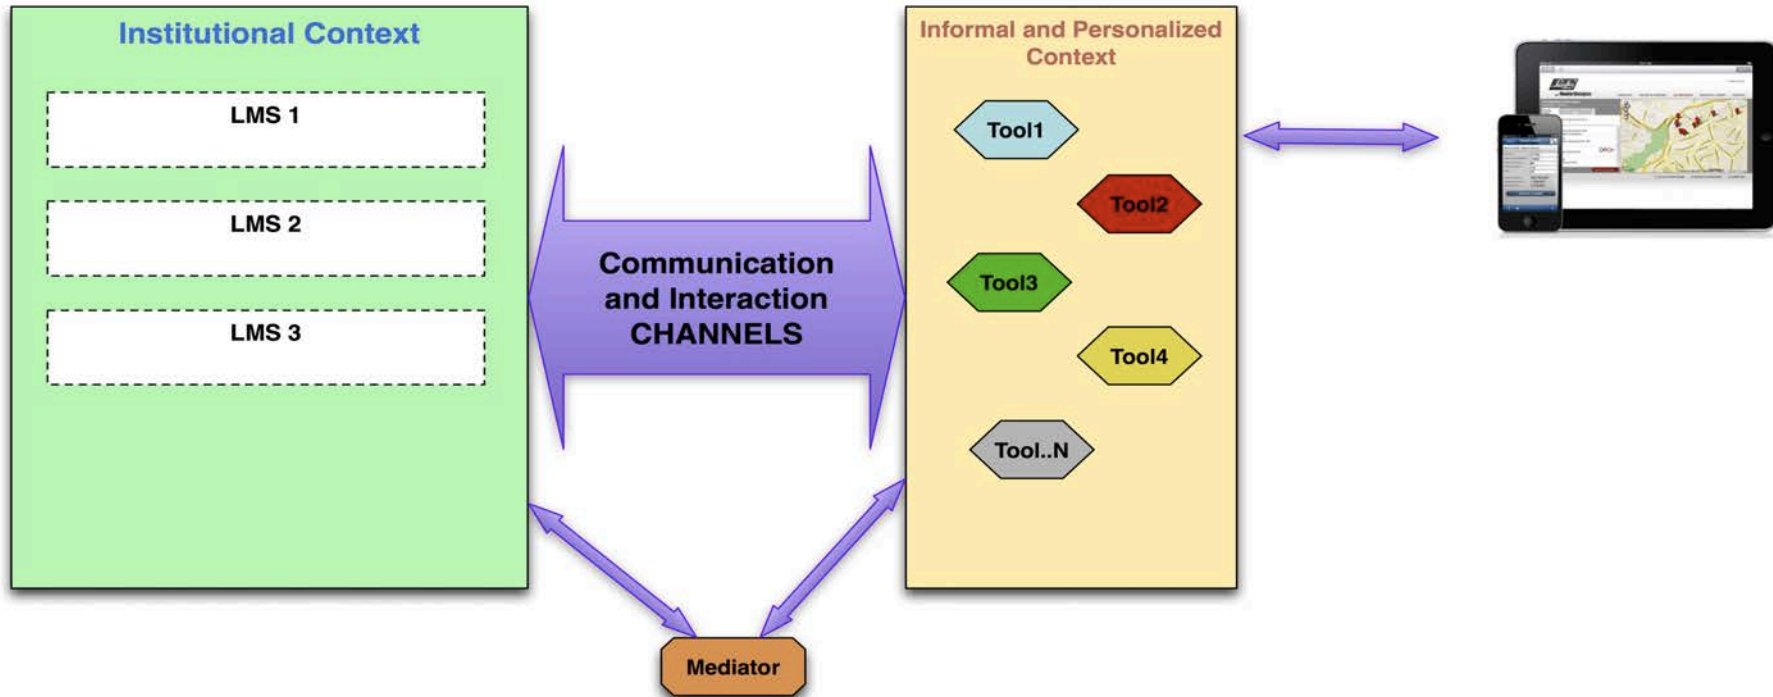 Institutional Context
LMS 1
LMS 2
LMS 3
Communication
and Interaction
CHANNELS
Informal and Personalized
Context
Tool1
Tool2
Tool3
Tool4
Tool..N
Mediator